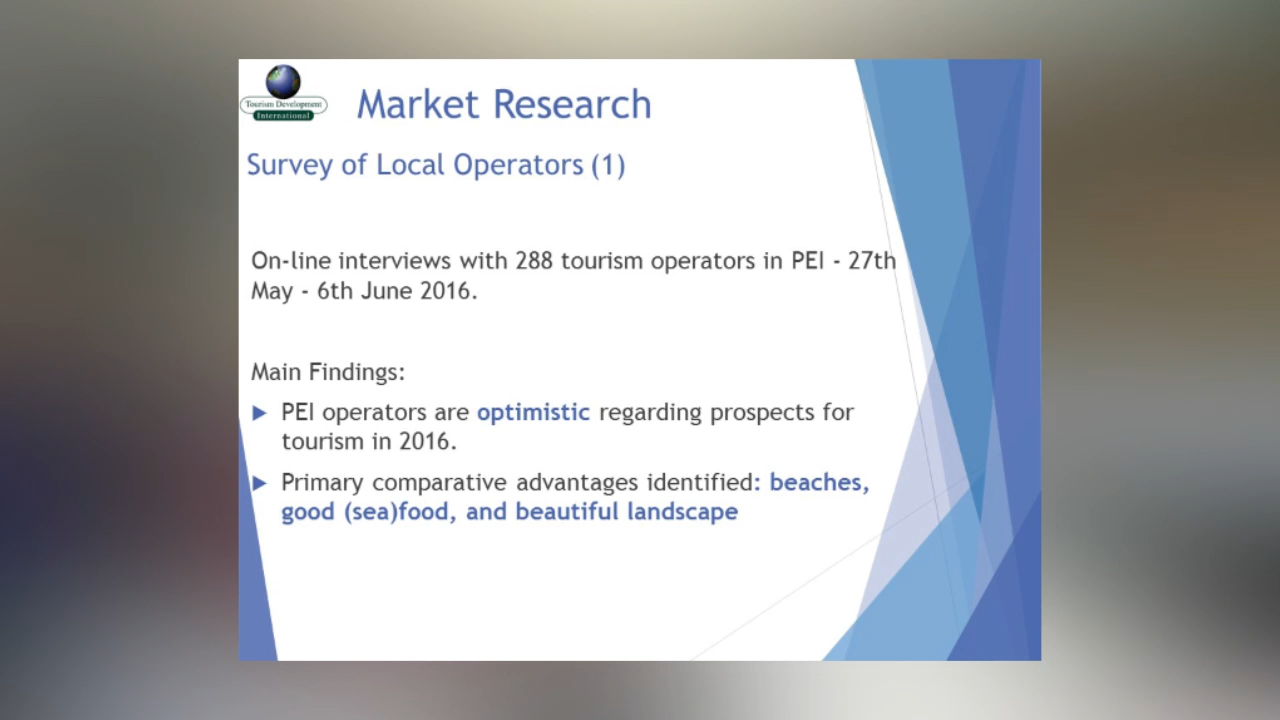 Tourism Development
International
Market Research
Survey of Local Operators (1)
On-line interviews with 288 tourism operators in PEI - 27th
May - 6th June 2016.
Main Findings:
PEI operators are optimistic regarding prospects for
tourism in 2016.
Primary comparative advantages identified: beaches,
good (sea)food, and beautiful landscape